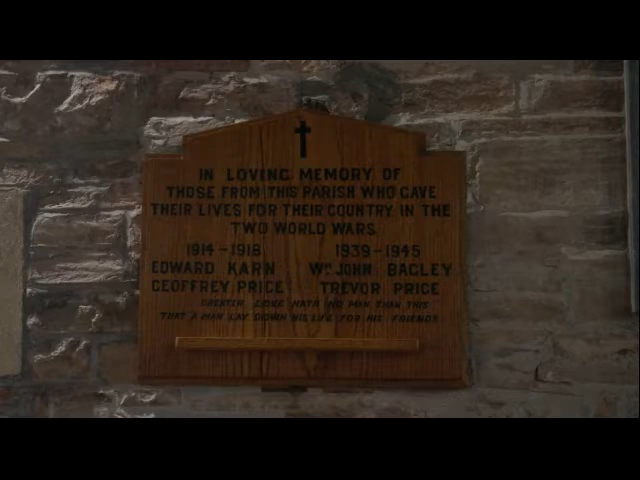 IN LOVING MEMORY OF
THOSE FROM THIS PARISH WHO GAVE
THEIR LIVES FOR THEIR COUNTRY IN THE
TWO WORLD WARS
1914-1918 1939-1945
EDWARD KARN WM JOHN BAGLEY
GEOFFREY PRICE TREVOR PRICE
GREATER LOVE HATH NO MAN THAN THIS
THAT A MAN LAY DOWN HIS LIFE FOR HIS FRIENDS